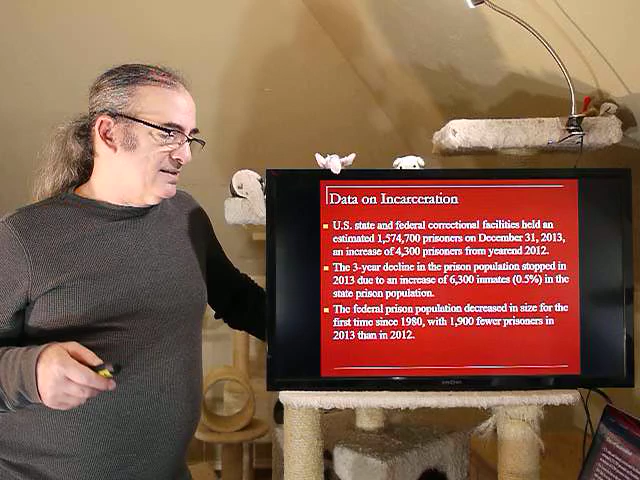 Data on Incarceration
U.S. state and federal correctional facilities held an
estimated 1,574,700 prisoners on December 31, 2013,
an increase of 4,300 prisoners from yearend 2012.
The 3-year decline in the prison population stopped in
2013 due to an increase of 6,300 inmates (0.5%) in the
state prison population.
The federal prison population decreased in size for the
first time since 1980, with 1,900 fewer prisoners in
2013 than in 2012.